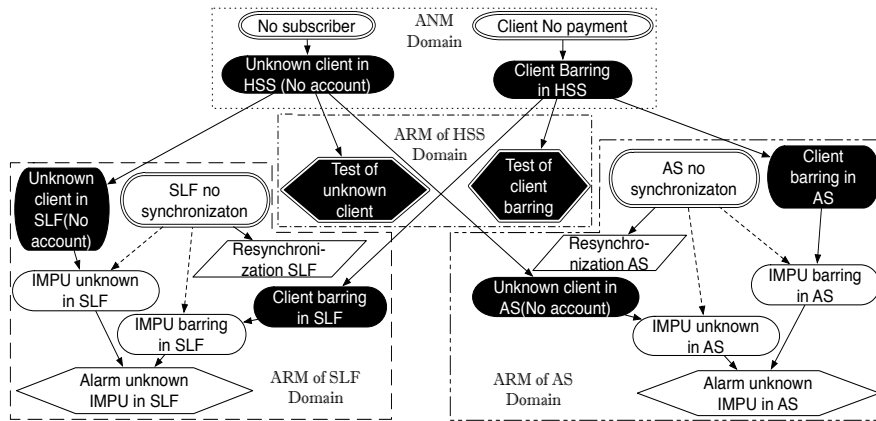 No subscriber
ANM
Domain
Client No payment
Unknown client in
HSS (No account)
Client Barring
in HSS
ARM of HSS
Domain
Unknown
client in
SLF(No
account)
SLF no
synchronizaton
Test of
unknown
client
Test of
client
barring
AS no
synchronizaton
Client
barring in
AS
Resynchroni-
ization SLF
Resynchro-
nization AS
IMPU unknown
in SLF
Client barring
in SLF
Unknown client in
AS(No account)
IMPU barring
in AS
IMPU barring
in SLF
IMPU unknown
in AS
Alarm unknown
IMPU in SLF
ARM of SLF
Domain
ARM of AS
Domain
Alarm unknown
IMPU in AS